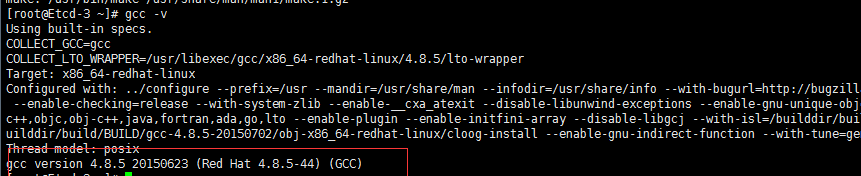 make: /usr/bin/make /usr/share/man/man1/make.1.gz
[root@Etcd-3 ~]# gcc -v
Using built-in specs.
COLLECT_GCC=gcc
COLLECT_LTO_WRAPPER=/usr/libexec/gcc/x86_64-redhat-linux/4.8.5/lto-wrapper
Target: x86_64-redhat-linux
Configured with: ../configure --prefix=/usr --mandir=/usr/share/man --infodir=/usr/share/info --with-bugurl=http://bugzill
--enable-checking=release --with-system-zlib --enable-__cxa_atexit --disable-libunwind-exceptions --enable-gnu-unique-obj
c++,objc,obj-c++,java,fortran,ada,go,lto --enable-plugin --enable-initfini-array --disable-libgcj --with-isl=/builddir/bui
uilddir/build/BUILD/gcc-4.8.5-20150702/obj-x86_64-redhat-linux/cloog-install --enable-gnu-indirect-function --with-tune=ge
Thread model: posix
gcc version 4.8.5 20150623 (Red Hat 4.8.5-44) (GCC)
[root@Etcd-3 ~]#